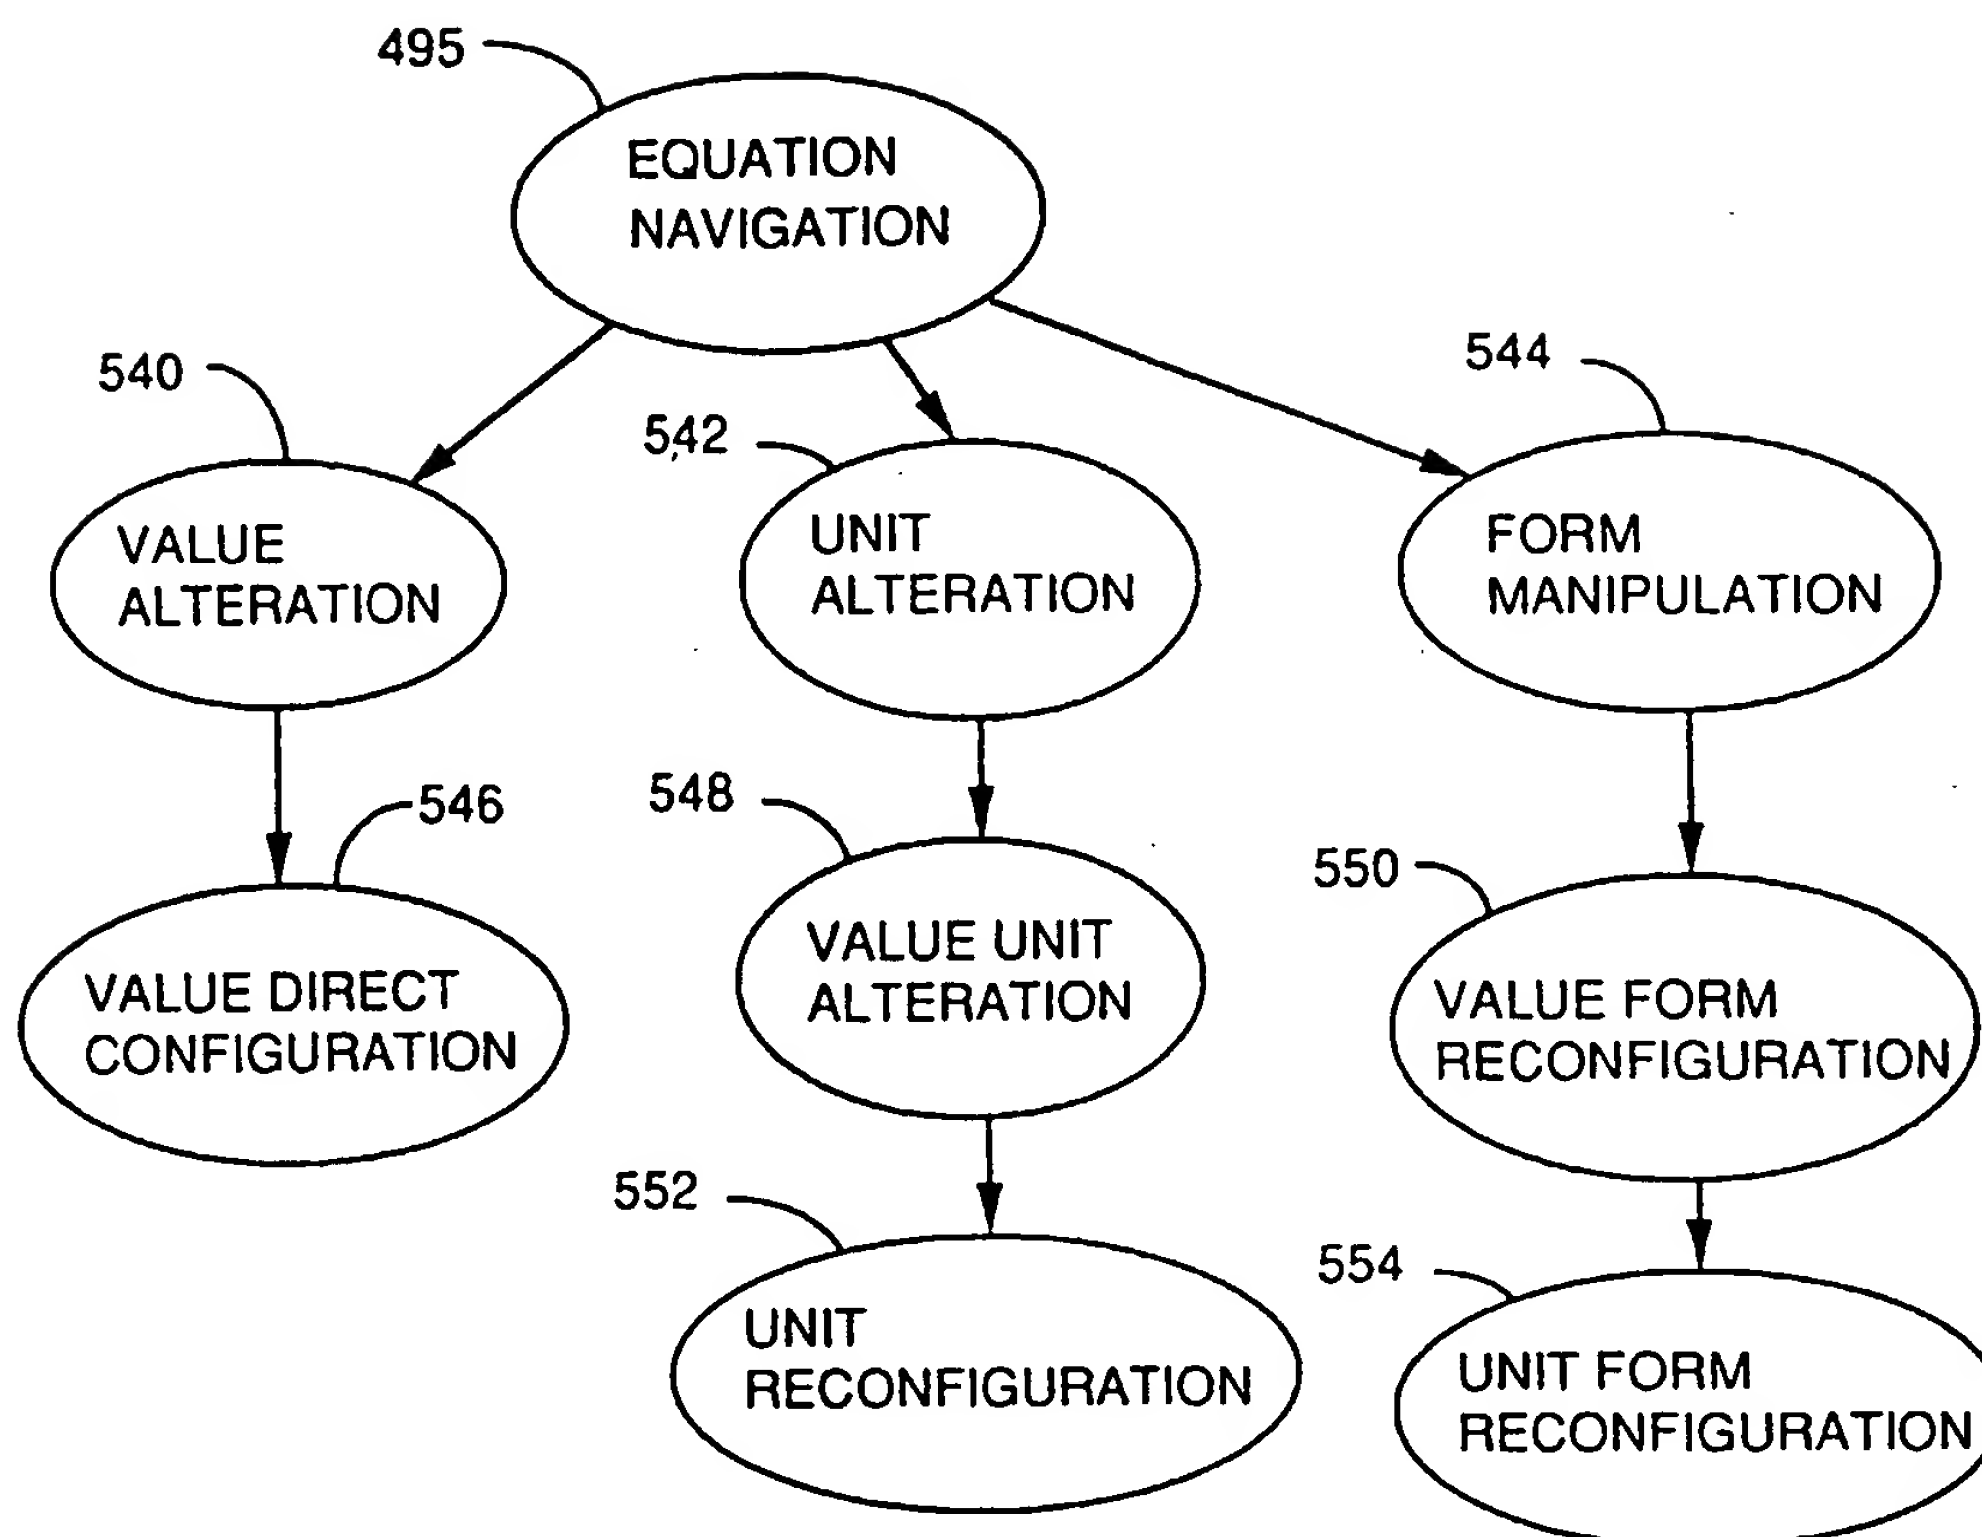 495
EQUATION
NAVIGATION
540
VALUE
ALTERATION
542
UNIT
ALTERATION
544
FORM
MANIPULATION
546
VALUE DIRECT
CONFIGURATION
548
VALUE UNIT
ALTERATION
550
VALUE FORM
RECONFIGURATION
552
UNIT
RECONFIGURATION
554
UNIT FORM
RECONFIGURATION